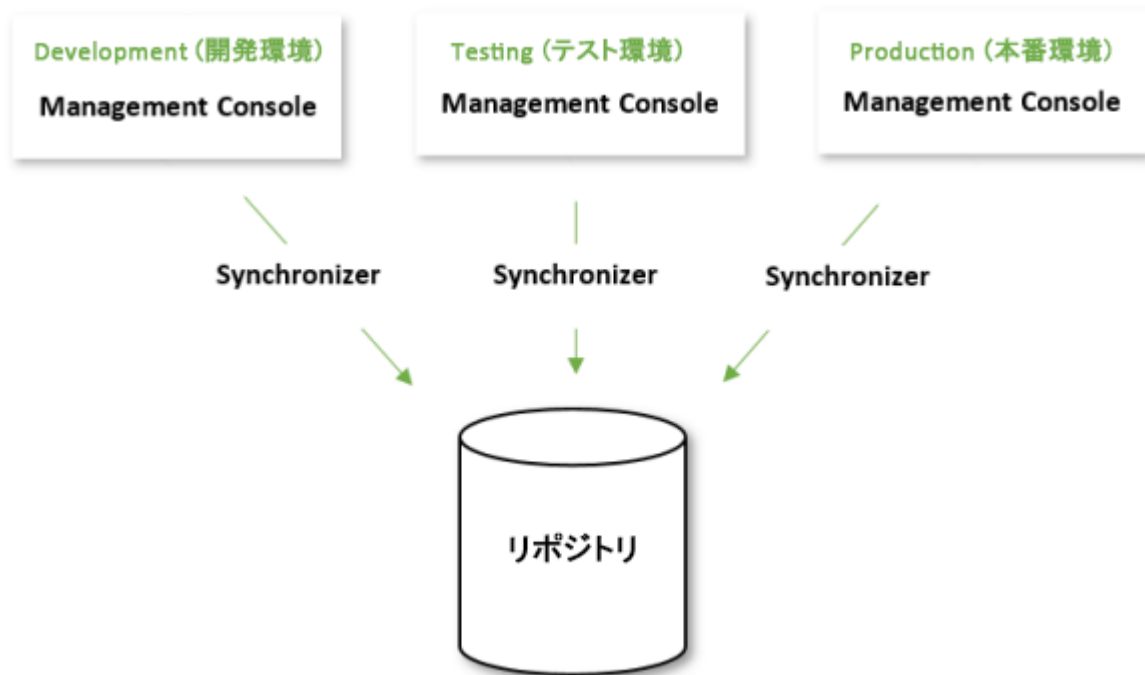 Development (開発環境)
Management Console
Testing (テスト環境)
Management Console
Production (本番環境)
Management Console
Synchronizer
Synchronizer
Synchronizer
リポジトリ